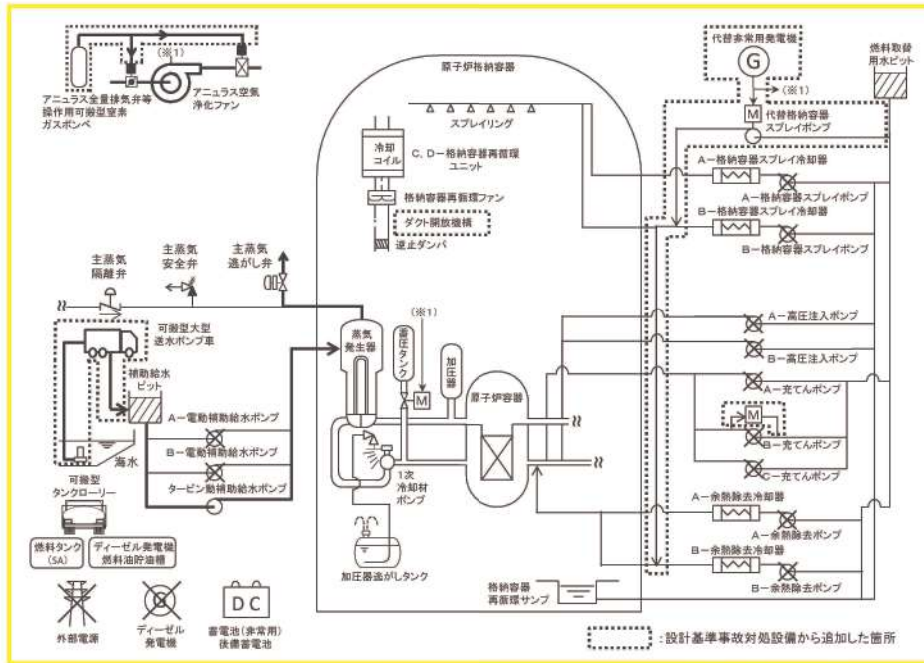 アニュラス全量排気弁等
操作用可搬型窒素
ガスボンベ
(※1)
アニュラス空気
浄化ファン
原子炉格納容器
スプレイリング
冷却
コイル
C、D-格納容器再循環
ユニット
格納容器再循環ファン
ダクト開放機構
逆止ダンパ
代替非常用発電機
G
(※1)
M
代替格納容器
スプレイポンプ
燃料取替
用水ピット
A-格納容器スプレイ冷却器
A-格納容器スプレイポンプ
B-格納容器スプレイ冷却器
B-格納容器スプレイポンプ
主蒸気
隔離弁
主蒸気
安全弁
主蒸気
逃がし弁
可搬型大型
送水ポンプ車
補助給水
ピット
海水
A-電動補助給水ポンプ
B-電動補助給水ポンプ
タービン動補助給水ポンプ
蒸気
発生器
蓄圧タンク
(※1)
M
加圧器
原子炉容器
1次
冷却材
ポンプ
加圧器逃がしタンク
A-高圧注入ポンプ
B-高圧注入ポンプ
A-充てんポンプ
M
B-充てんポンプ
C-充てんポンプ
A-余熱除去冷却器
A-余熱除去ポンプ
B-余熱除去冷却器
B-余熱除去ポンプ
格納容器
再循環サンプ
可搬型
タンクローリー
燃料タンク
(SA)
ディーゼル発電機
燃料油貯油槽
外部電源
ディーゼル
発電機
DC
蓄電池(非常用)
後備蓄電池
:設計基準事故対処設備から追加した箇所